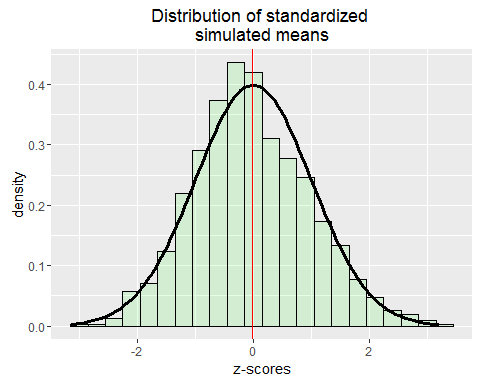 Distribution of standardized
simulated means
0.4
0.3
0.2
0.1
0.0
density
-2 0 2
z-scores